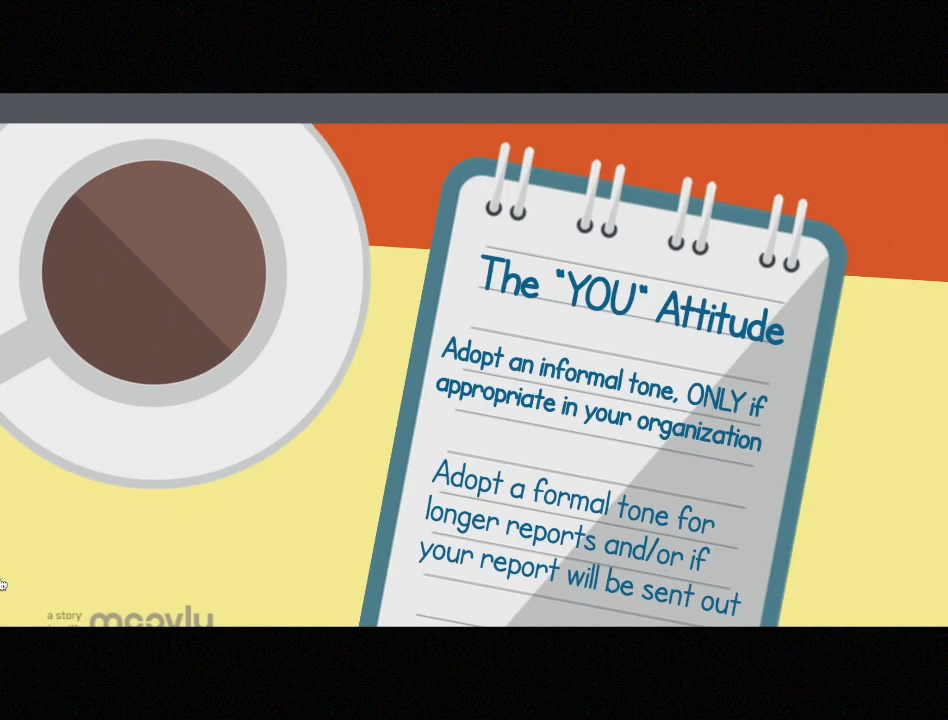 The "YOU" Attitude
Adopt an informal tone, ONLY if
appropriate in your organization
Adopt a formal tone for
longer reports and/or if
your report will be sent out
a story
moovly